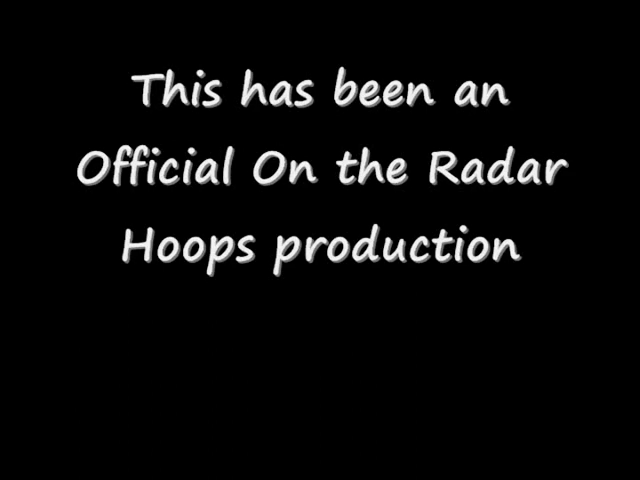 This has been an
Official On the Radar
Hoops production